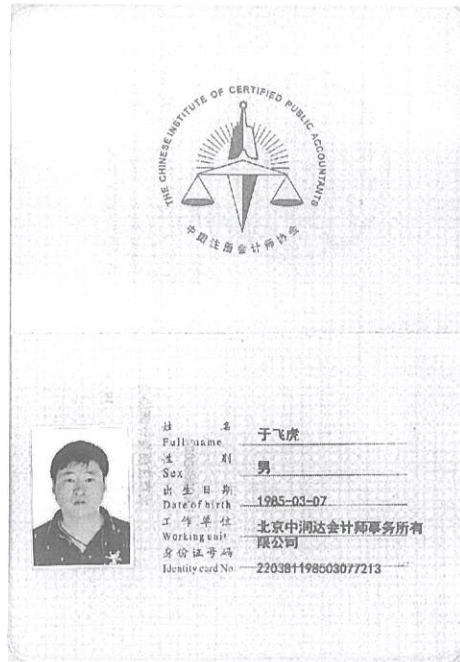 THE CHINESE INSTITUTE OF CERTIFIED PUBLIC ACCOUNTANTS
中国注册会计师协会
姓 名
Full name
于飞虎
性 别
Sex
男
出生日期
Date of birth
1985-03-07
工作单位
Working unit
北京中润达会计师事务所有
限公司
身份证号码
Identity card No.
220381198503077213